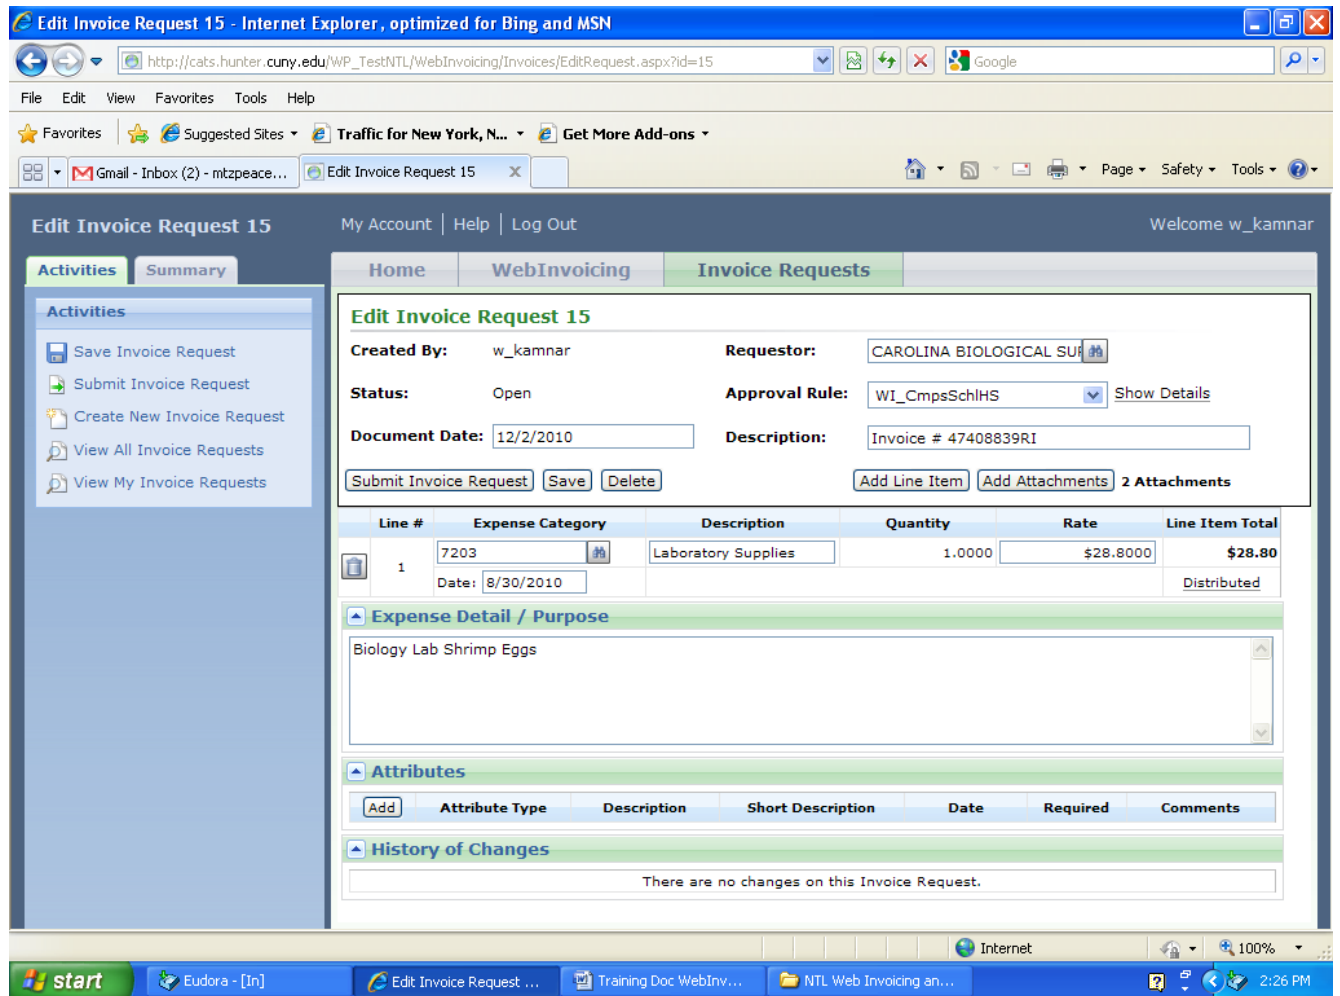 Edit Invoice Request 15 - Internet Explorer, optimized for Bing and MSN
http://cats.hunter.cuny.edu/WP_TestNTL/WebInvoicing/Invoices/EditRequest.aspx?id=15
Google
File Edit View Favorites Tools Help
Favorites Suggested Sites Traffic for New York, N... Get More Add-ons
Gmail - Inbox (2) - mtzpeace... Edit Invoice Request 15 X Page Safety Tools
Edit Invoice Request 15 My Account | Help | Log Out Welcome w_kamnar
Activities Summary Home WebInvoicing Invoice Requests
Activities
Save Invoice Request
Submit Invoice Request
Create New Invoice Request
View All Invoice Requests
View My Invoice Requests
Edit Invoice Request 15
Created By: w_kamnar Requestor: CAROLINA BIOLOGICAL SUP
Status: Open Approval Rule: WI_CmpsSchlHS Show Details
Document Date: 12/2/2010 Description: Invoice # 47408839RI
Submit Invoice Request Save Delete Add Line Item Add Attachments 2 Attachments
Line # Expense Category Description Quantity Rate Line Item Total
1 7203 Laboratory Supplies 1.0000 $28.8000 $28.80
Date: 8/30/2010 Distributed
Expense Detail / Purpose
Biology Lab Shrimp Eggs
Attributes
Add Attribute Type Description Short Description Date Required Comments
History of Changes
There are no changes on this Invoice Request.
Internet 100%
start Eudora - [In] Edit Invoice Request ... Training Doc WebInv... NTL Web Invoicing an... 2:26 PM